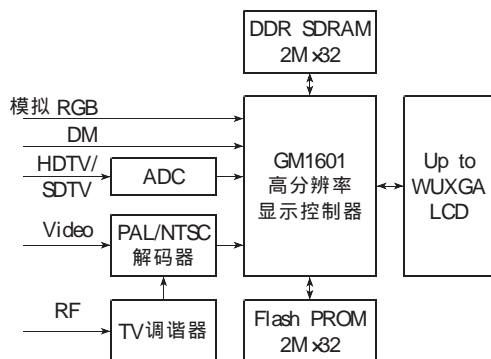 DDR SDRAM
2M×32
模拟 RGB
DM
HDTV/
SDTV
ADC
Video
PAL/NTSC
解码器
RF
TV调谐器
GM1601
高分辨率
显示控制器
Up to
WUXGA
LCD
Flash PROM
2M×32